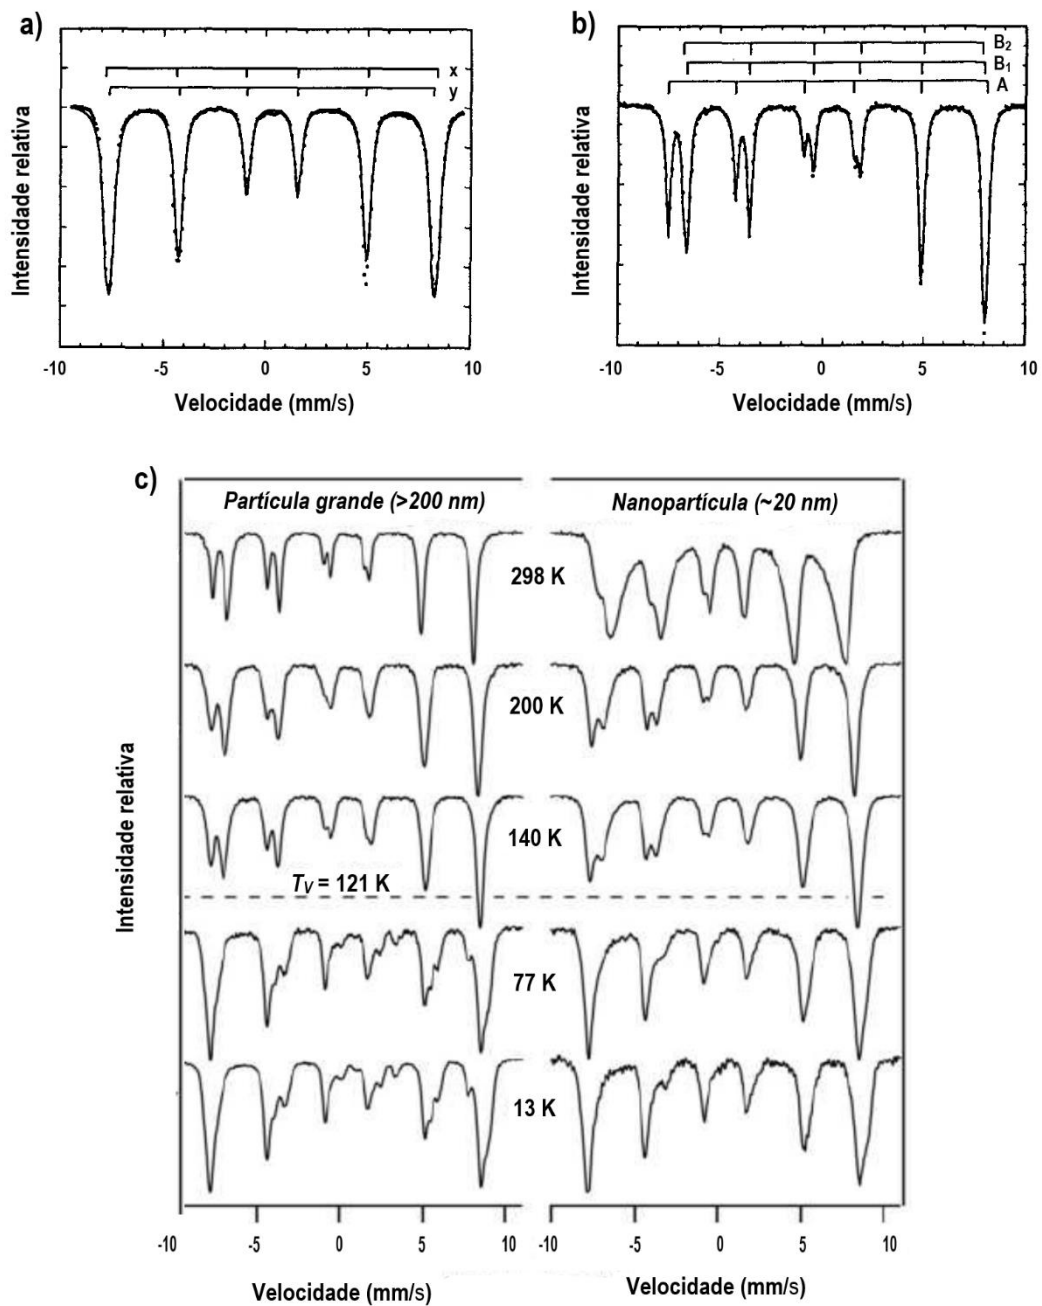 a)
x
y
Intensidade relativa
-10 -5 0 5 10
Velocidade (mm/s)
b)
B2
B1
A
Intensidade relativa
-10 -5 0 5 10
Velocidade (mm/s)
c)
Partícula grande (>200 nm) Nanopartícula (~20 nm)
298 K
200 K
140 K
TV = 121 K
77 K
13 K
Intensidade relativa
-10 -5 0 5 10 -10 -5 0 5 10
Velocidade (mm/s) Velocidade (mm/s)